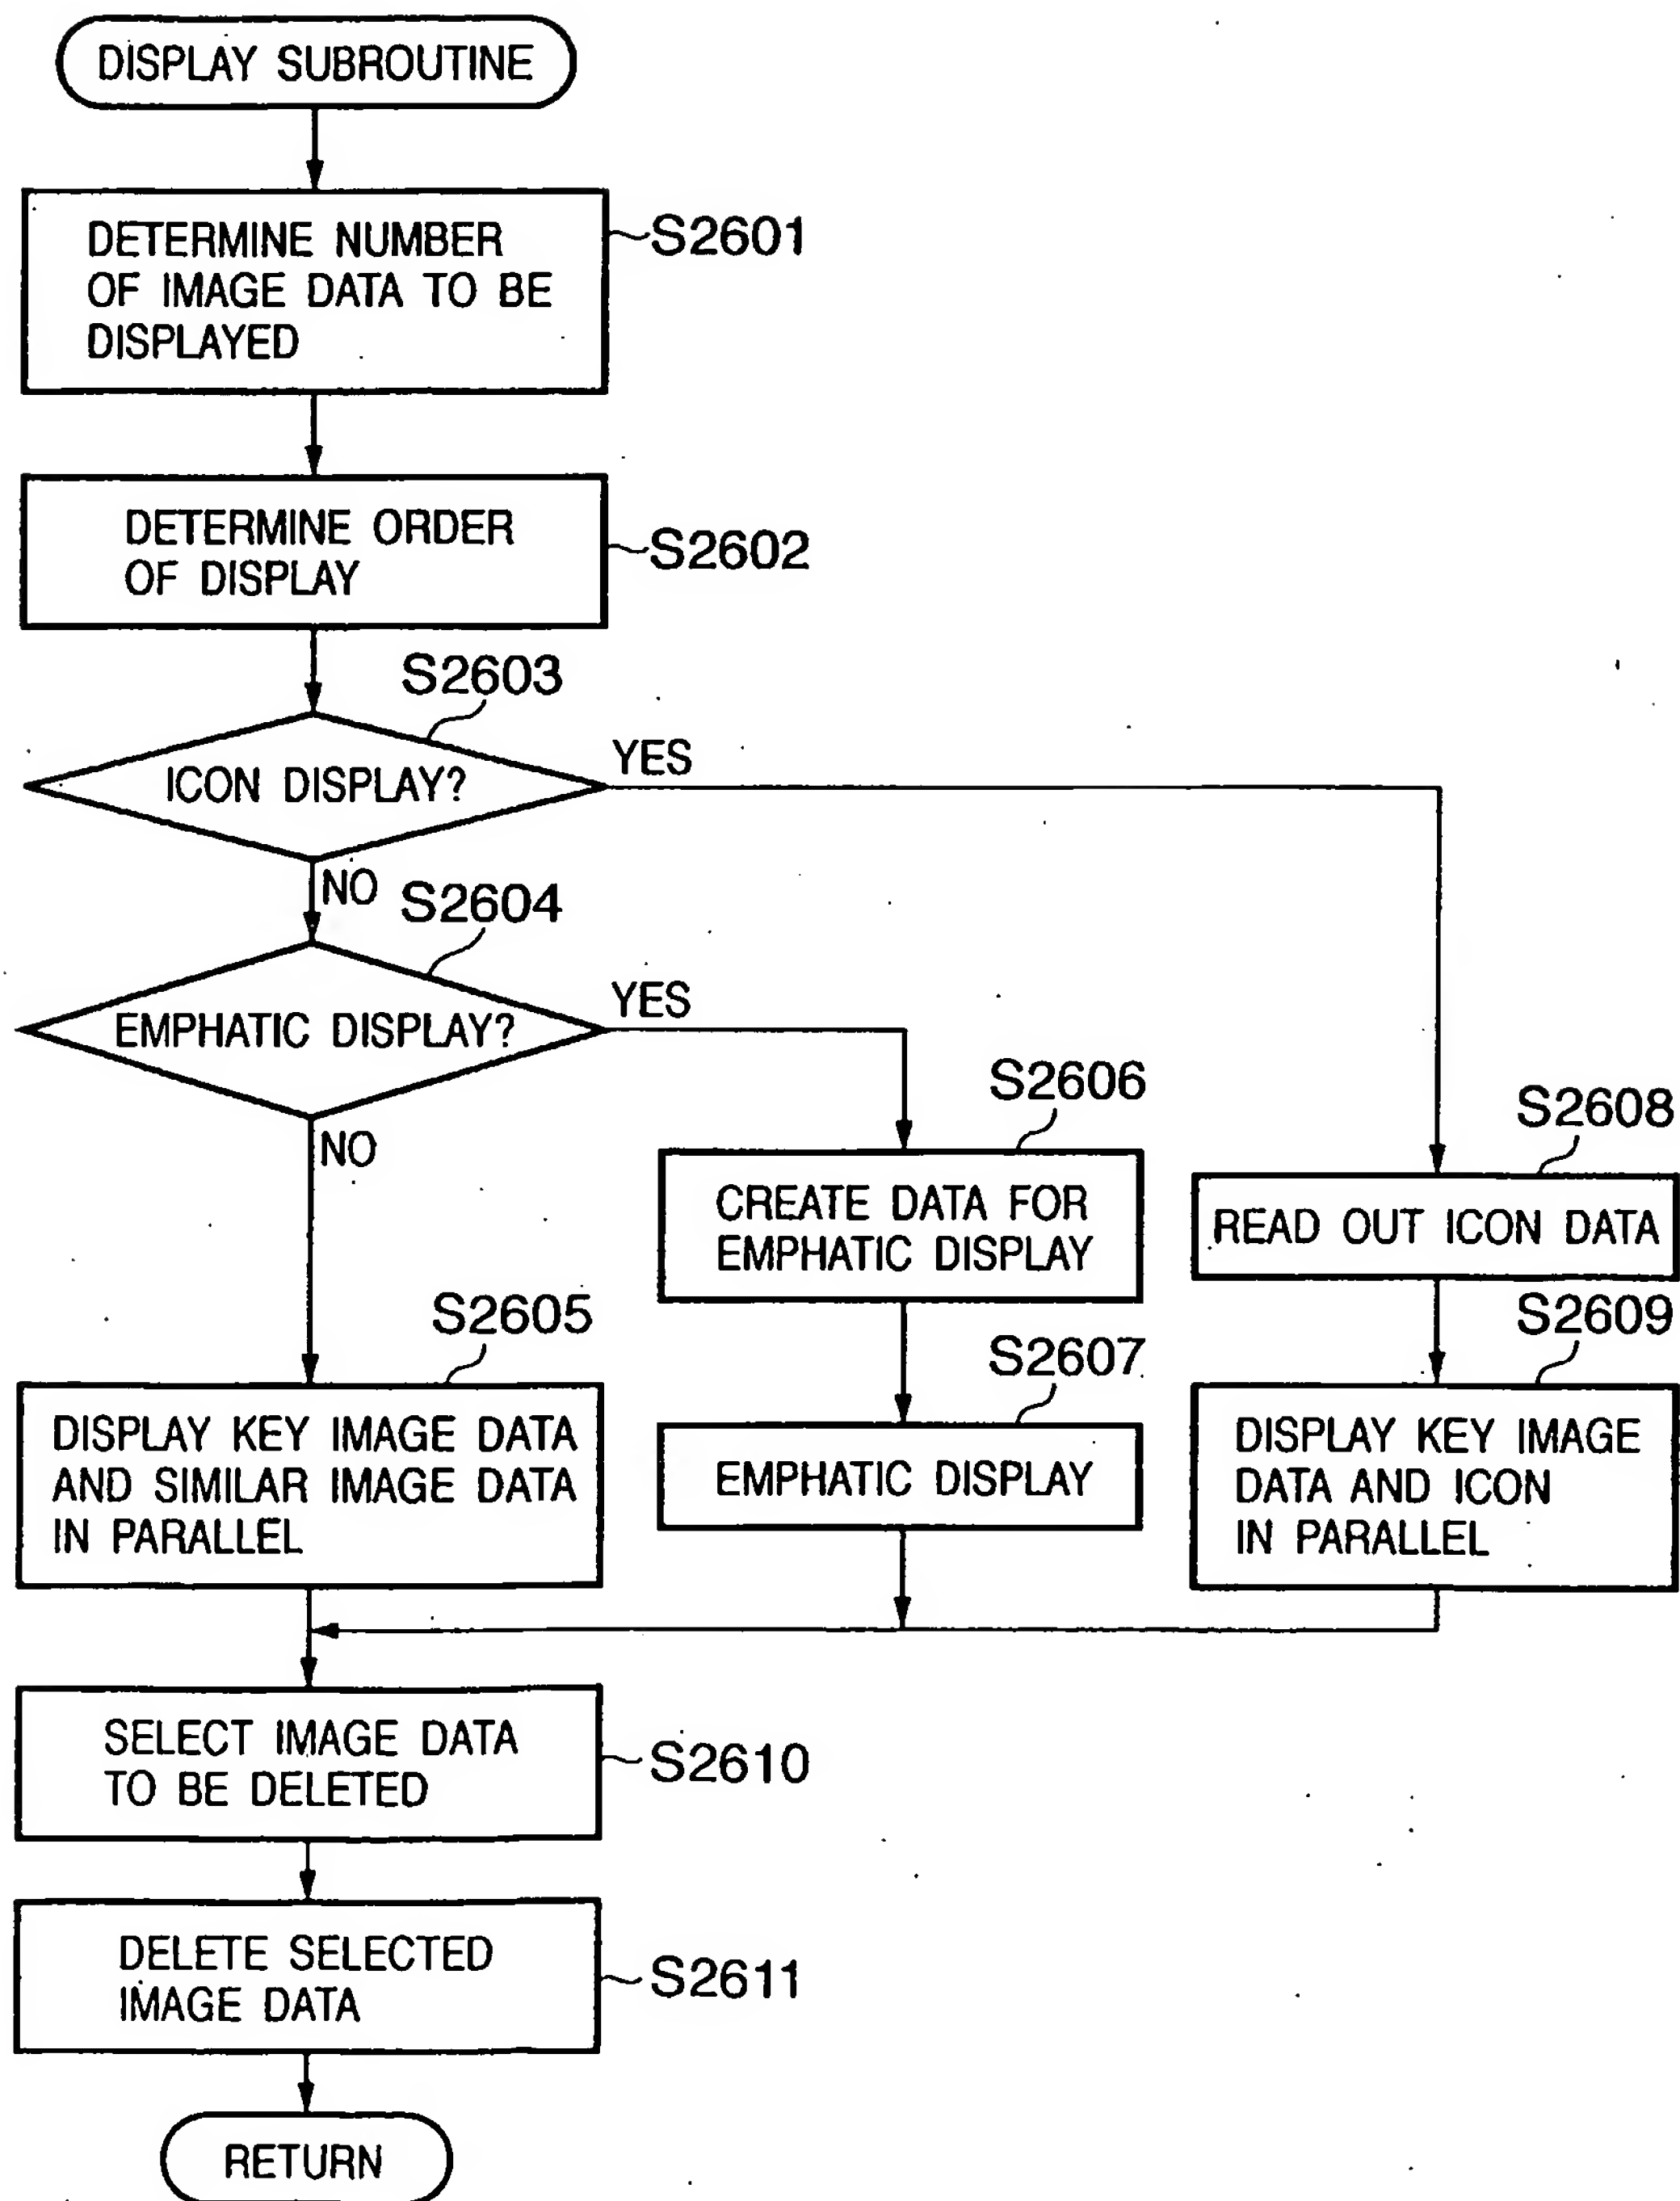 DISPLAY SUBROUTINE
DETERMINE NUMBER
OF IMAGE DATA TO BE
DISPLAYED
S2601
DETERMINE ORDER
OF DISPLAY
S2602
S2603
ICON DISPLAY?
YES
NO
S2604
EMPHATIC DISPLAY?
YES
NO
S2606
CREATE DATA FOR
EMPHATIC DISPLAY
S2608
READ OUT ICON DATA
S2605
DISPLAY KEY IMAGE DATA
AND SIMILAR IMAGE DATA
IN PARALLEL
S2607
EMPHATIC DISPLAY
S2609
DISPLAY KEY IMAGE
DATA AND ICON
IN PARALLEL
SELECT IMAGE DATA
TO BE DELETED
S2610
DELETE SELECTED
IMAGE DATA
S2611
RETURN